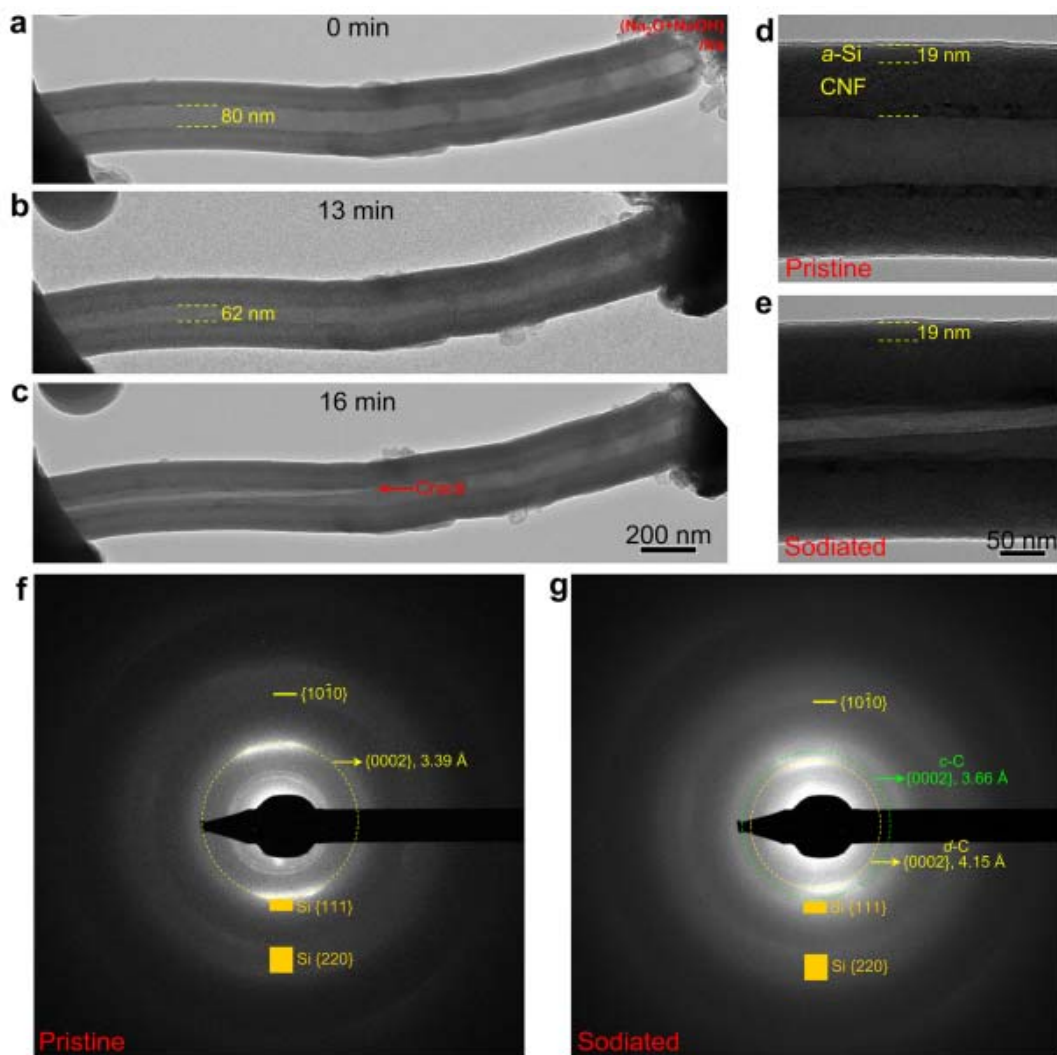 a
0 min
(Na₂O+NaOH)
/Na
80 nm
b
13 min
62 nm
c
16 min
Crack
200 nm
d
a-Si
19 nm
CNF
Pristine
e
19 nm
Sodiated
50 nm
f
{101̄0}
{0002}, 3.39 Å
Si {111}
Si {220}
Pristine
g
{101̄0}
c-C
{0002}, 3.66 Å
d-C
{0002}, 4.15 Å
Si {111}
Si {220}
Sodiated